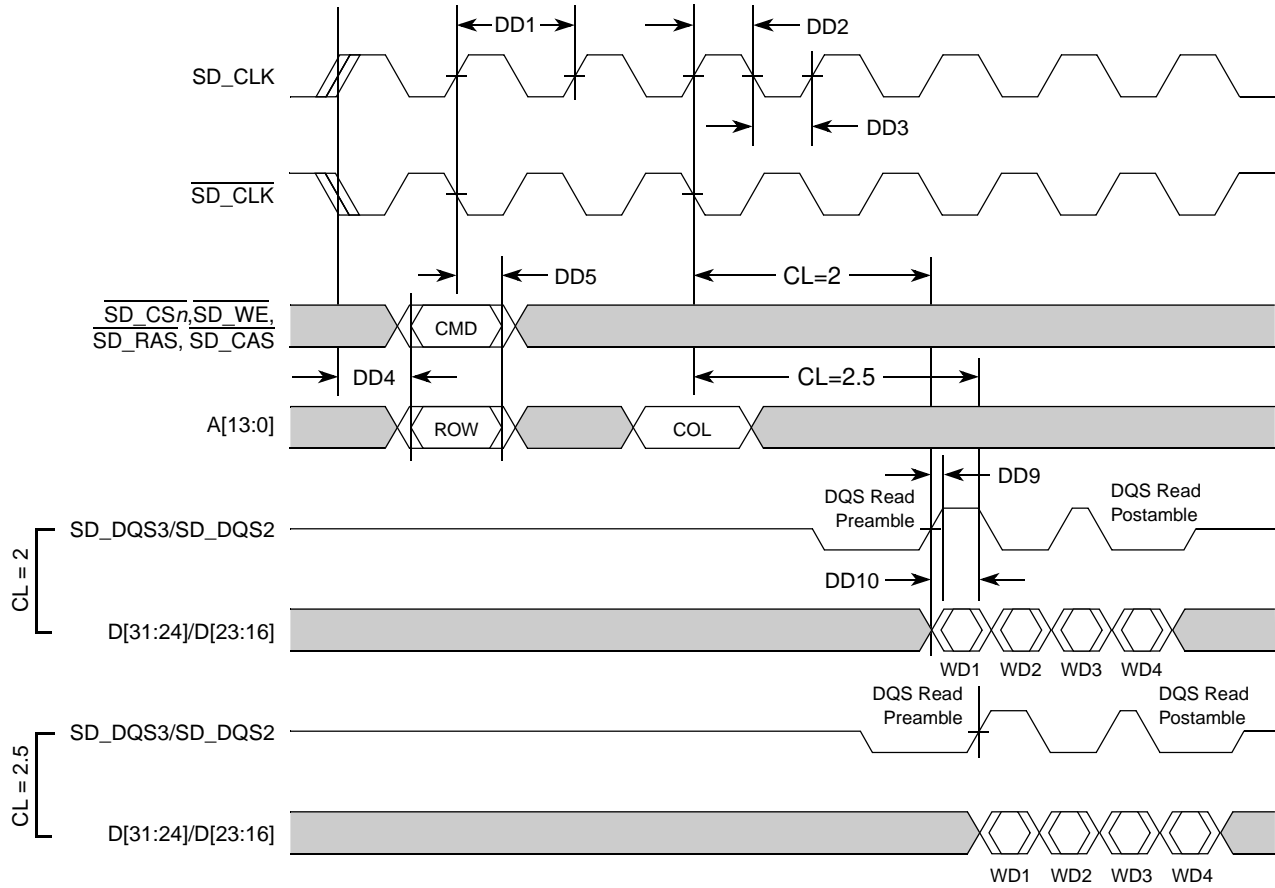 DD1
DD2
SD_CLK
DD3
SD_CLK
DD5
CL=2
SD_CSn,SD_WE,
SD_RAS, SD_CAS
CMD
DD4
CL=2.5
A[13:0]
ROW
COL
DD9
DQS Read
Preamble
DQS Read
Postamble
SD_DQS3/SD_DQS2
CL = 2
DD10
D[31:24]/D[23:16]
WD1 WD2 WD3 WD4
DQS Read
Preamble
DQS Read
Postamble
SD_DQS3/SD_DQS2
CL = 2.5
D[31:24]/D[23:16]
WD1 WD2 WD3 WD4